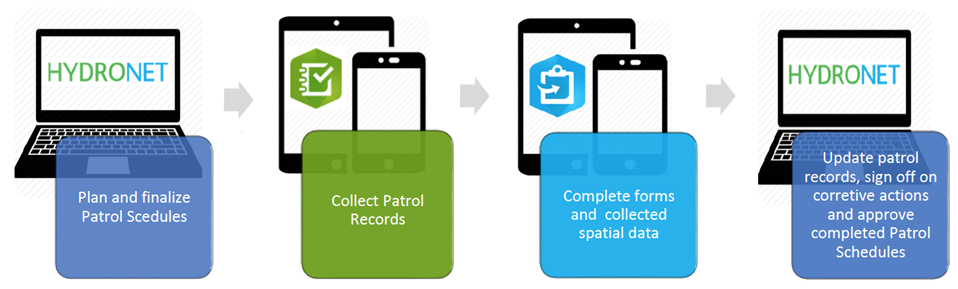 HYDRONET
Plan and finalize
Patrol Scedules
Collect Patrol
Records
Complete forms
and collected
spatial data
HYDRONET
Update patrol
records, sign off on
corretive actions
and approve
completed Patrol
Schedules